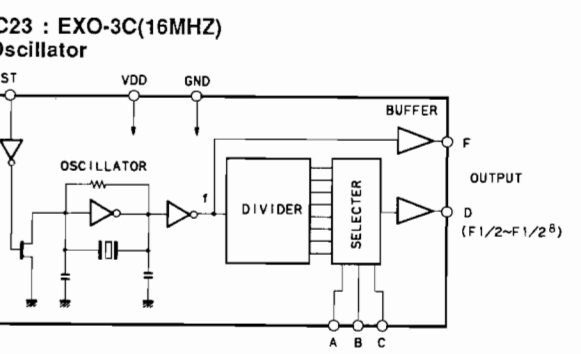 C23 : EXO-3C(16MHZ)
Oscillator
ST
VDD
GND
BUFFER
F
OSCILLATOR
OUTPUT
f
DIVIDER
SELECTER
D
(F1/2~F1/2⁸)
A B C